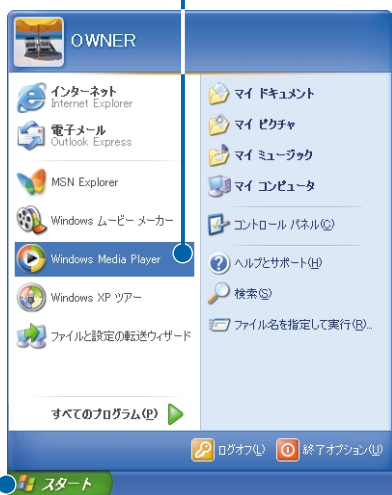 OWNER
インターネット
Internet Explorer
電子メール
Outlook Express
MSN Explorer
Windows ムービー メーカー
Windows Media Player
Windows XP ツアー
ファイルと設定の転送ウィザード
すべてのプログラム(P)
マイ ドキュメント
マイ ピクチャ
マイ ミュージック
マイ コンピュータ
コントロール パネル(C)
ヘルプとサポート(H)
検索(S)
ファイル名を指定して実行(R)...
ログオフ(L)
終了オプション(U)
スタート